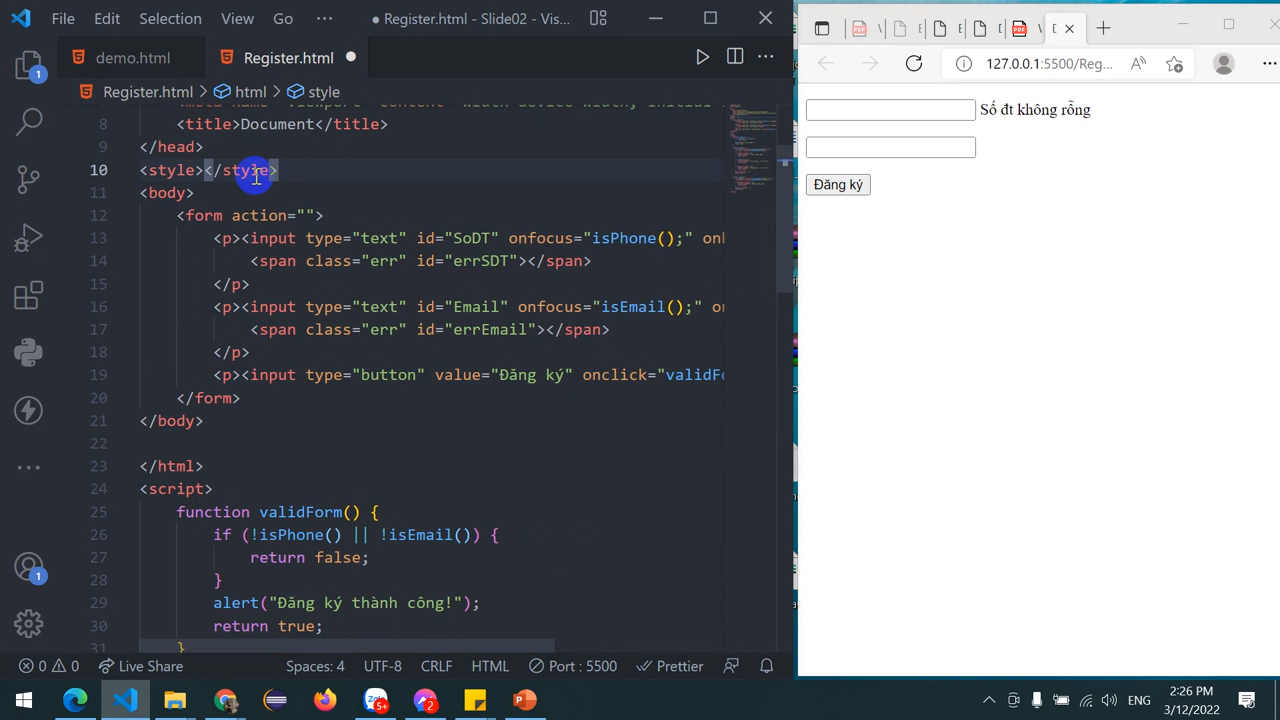 File Edit Selection View Go ··· ● Register.html - Slide02 - Vis...
demo.html Register.html
Register.html > html > style
8 <title>Document</title>
9 </head>
10 <style></style>
11 <body>
12 <form action="">
13 <p><input type="text" id="SoDT" onfocus="isPhone();"
14 <span class="err" id="errSDT"></span>
15 </p>
16 <p><input type="text" id="Email" onfocus="isEmail();"
17 <span class="err" id="errEmail"></span>
18 </p>
19 <p><input type="button" value="Đăng ký" onclick="validF
20 </form>
21 </body>
22
23 </html>
24 <script>
25 function validForm() {
26 if (!isPhone() || !isEmail()) {
27 return false;
28 }
29 alert("Đăng ký thành công!");
30 return true;
31 }
0 0 Live Share Spaces: 4 UTF-8 CRLF HTML Port : 5500 Prettier
1
1
127.0.0.1:5500/Reg...
Số đt không rỗng
Đăng ký
5+ 2
ENG 2:26 PM
3/12/2022